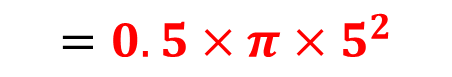 = 0.5 × π × 5²